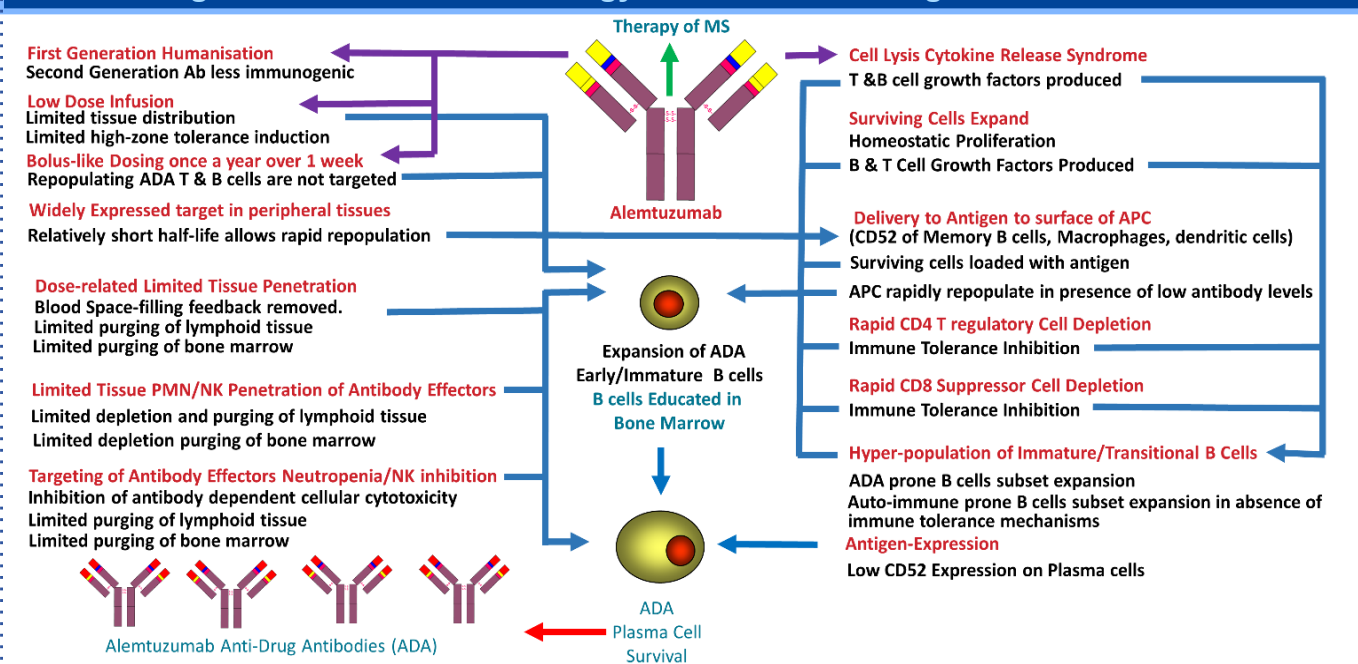 Therapy of MS
First Generation Humanisation
Second Generation Ab less immunogenic
Low Dose Infusion
Limited tissue distribution
Limited high-zone tolerance induction
Bolus-like Dosing once a year over 1 week
Repopulating ADA T & B cells are not targeted
Widely Expressed target in peripheral tissues
Relatively short half-life allows rapid repopulation
Dose-related Limited Tissue Penetration
Blood Space-filling feedback removed.
Limited purging of lymphoid tissue
Limited purging of bone marrow
Limited Tissue PMN/NK Penetration of Antibody Effectors
Limited depletion and purging of lymphoid tissue
Limited depletion purging of bone marrow
Targeting of Antibody Effectors Neutropenia/NK inhibition
Inhibition of antibody dependent cellular cytotoxicity
Limited purging of lymphoid tissue
Limited purging of bone marrow
Alemtuzumab Anti-Drug Antibodies (ADA)
Alemtuzumab
Expansion of ADA
Early/Immature B cells
B cells Educated in
Bone Marrow
ADA
Plasma Cell
Survival
Cell Lysis Cytokine Release Syndrome
T &B cell growth factors produced
Surviving Cells Expand
Homeostatic Proliferation
B & T Cell Growth Factors Produced
Delivery to Antigen to surface of APC
(CD52 of Memory B cells, Macrophages, dendritic cells)
Surviving cells loaded with antigen
APC rapidly repopulate in presence of low antibody levels
Rapid CD4 T regulatory Cell Depletion
Immune Tolerance Inhibition
Rapid CD8 Suppressor Cell Depletion
Immune Tolerance Inhibition
Hyper-population of Immature/Transitional B Cells
ADA prone B cells subset expansion
Auto-immune prone B cells subset expansion in absence of
immune tolerance mechanisms
Antigen-Expression
Low CD52 Expression on Plasma cells